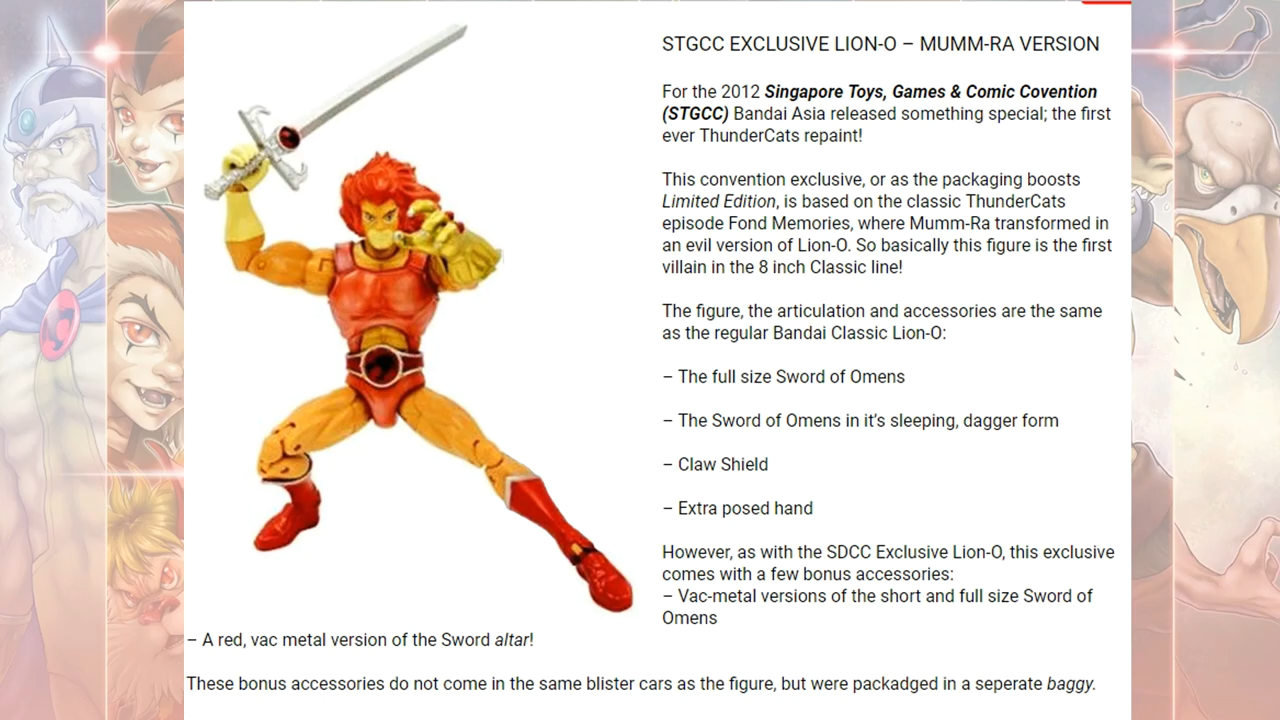 STGCC EXCLUSIVE LION-O – MUMM-RA VERSION
For the 2012 Singapore Toys, Games & Comic Covention
(STGCC) Bandai Asia released something special; the first
ever ThunderCats repaint!
This convention exclusive, or as the packaging boosts
Limited Edition, is based on the classic ThunderCats
episode Fond Memories, where Mumm-Ra transformed in
an evil version of Lion-O. So basically this figure is the first
villain in the 8 inch Classic line!
The figure, the articulation and accessories are the same
as the regular Bandai Classic Lion-O:
– The full size Sword of Omens
– The Sword of Omens in it’s sleeping, dagger form
– Claw Shield
– Extra posed hand
However, as with the SDCC Exclusive Lion-O, this exclusive
comes with a few bonus accessories:
– Vac-metal versions of the short and full size Sword of
Omens
– A red, vac metal version of the Sword altar!
These bonus accessories do not come in the same blister cars as the figure, but were packadged in a seperate baggy.